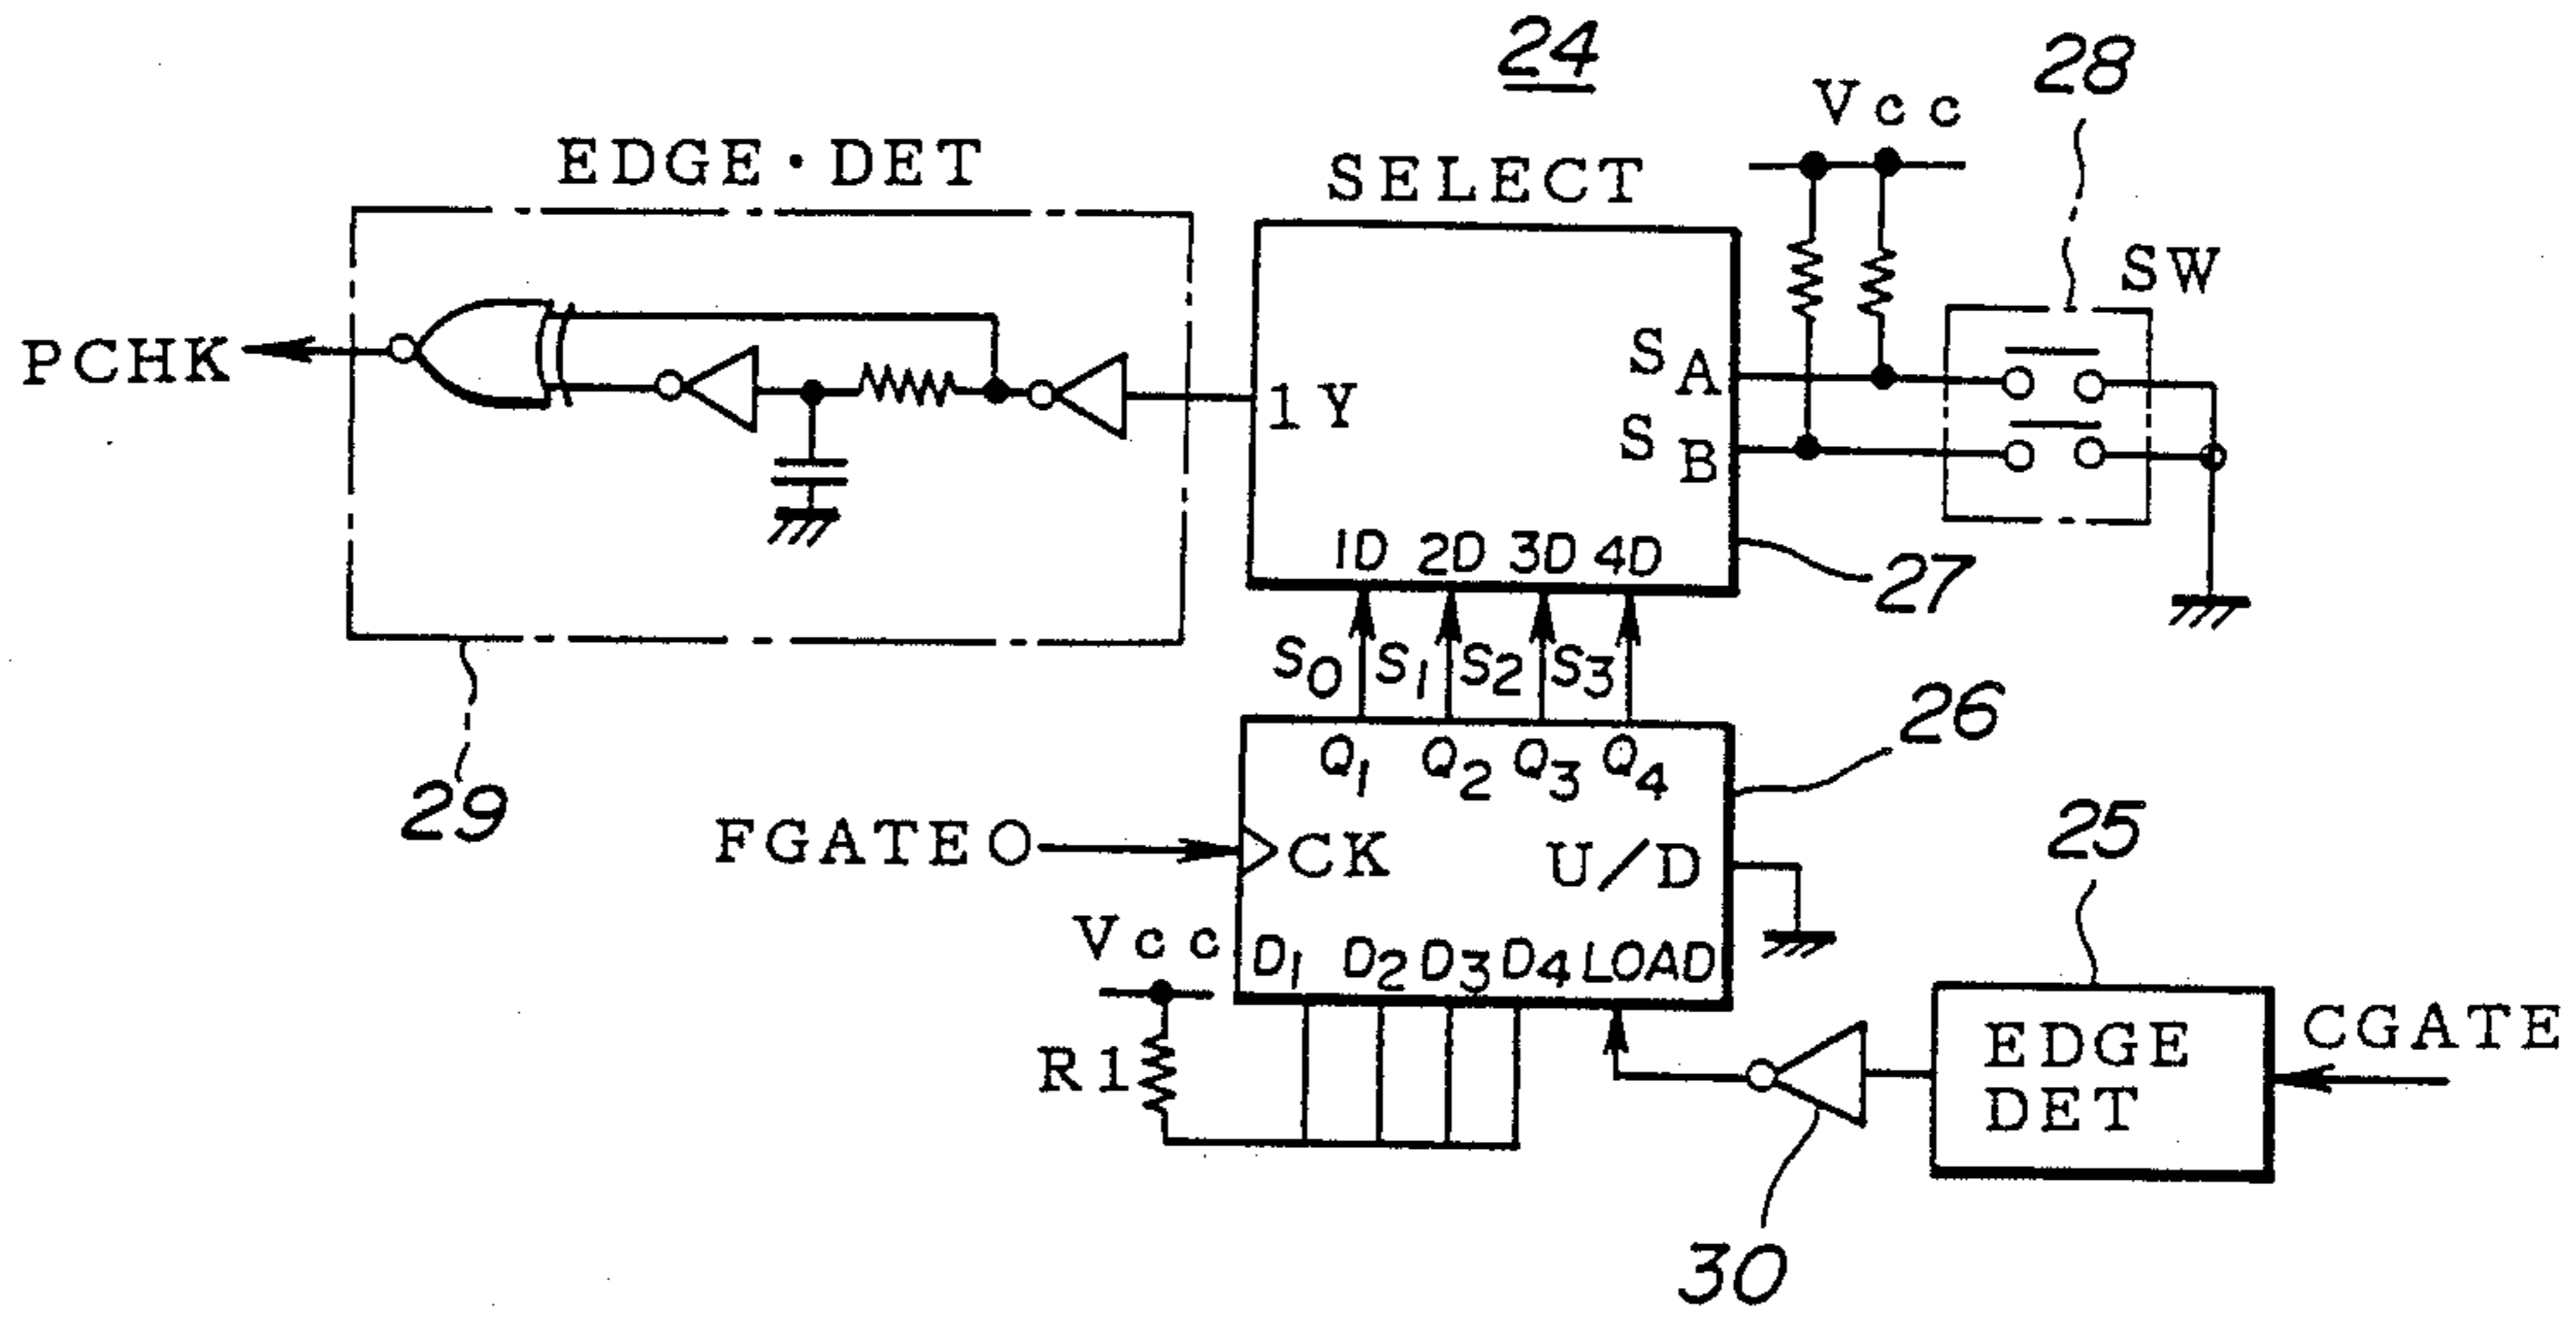 24
28
Vcc
EDGE・DET
SELECT
SW
PCHK
1Y
SA
SB
1D 2D 3D 4D
27
S0 S1 S2 S3
26
29
Q1 Q2 Q3 Q4
FGATE
CK
U/D
25
Vcc
D1 D2 D3 D4 LOAD
R1
EDGE
DET
CGATE
30